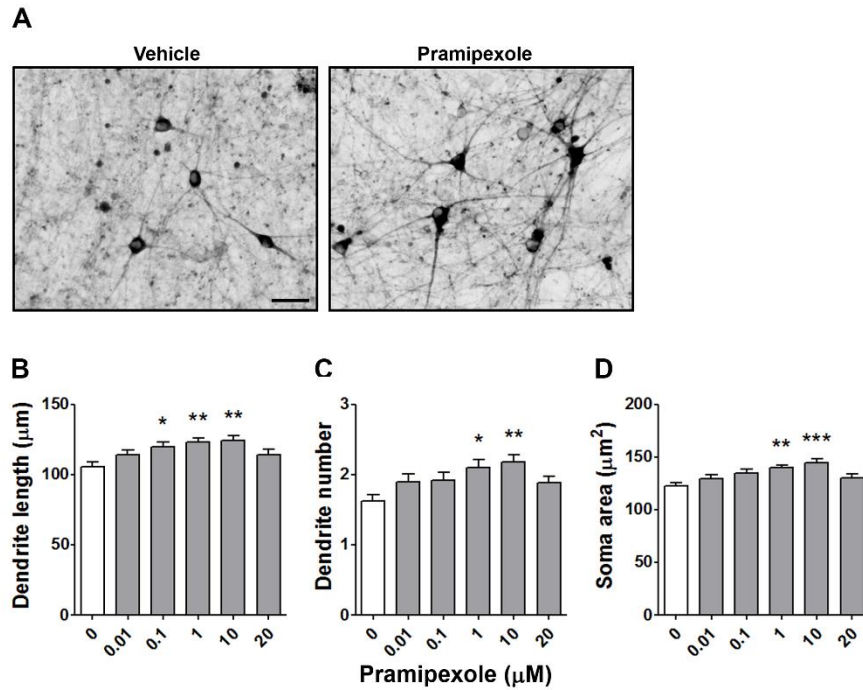 A
Vehicle
Pramipexole
B
Dendrite length (μm)
150
100
50
0
* ** **
0 0.01 0.1 1 10 20
C
Dendrite number
3
2
1
0
* **
0 0.01 0.1 1 10 20
Pramipexole (μM)
D
Soma area (μm²)
200
150
100
50
0
** ***
0 0.01 0.1 1 10 20